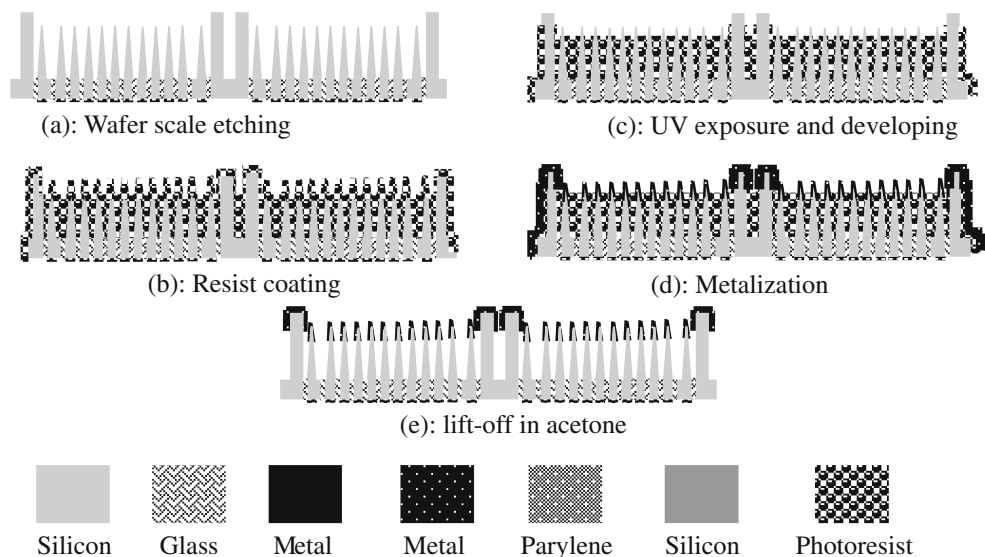 (a): Wafer scale etching
(c): UV exposure and developing
(b): Resist coating
(d): Metalization
(e): lift-off in acetone
Silicon Glass Metal Metal Parylene Silicon Photoresist